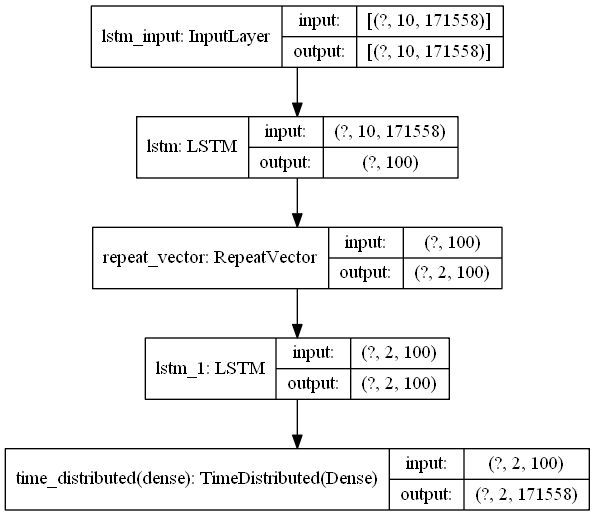 lstm_input: InputLayer
input: [(?, 10, 171558)]
output: [(?, 10, 171558)]
lstm: LSTM
input: (?, 10, 171558)
output: (?, 100)
repeat_vector: RepeatVector
input: (?, 100)
output: (?, 2, 100)
lstm_1: LSTM
input: (?, 2, 100)
output: (?, 2, 100)
time_distributed(dense): TimeDistributed(Dense)
input: (?, 2, 100)
output: (?, 2, 171558)